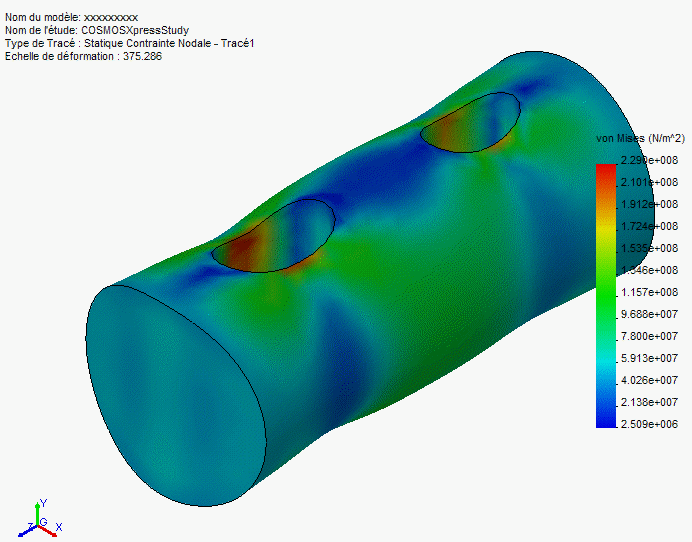 Nom du modèle: xxxxxxxxx
Nom de l'étude: COSMOSXpressStudy
Type de Tracé : Statique Contrainte Nodale - Tracé1
Echelle de déformation : 375.286
von Mises (N/m^2)
2.290e+008
2.101e+008
1.912e+008
1.724e+008
1.535e+008
1.346e+008
1.157e+008
9.688e+007
7.800e+007
5.913e+007
4.026e+007
2.138e+007
2.509e+006
Y
Z
G
X